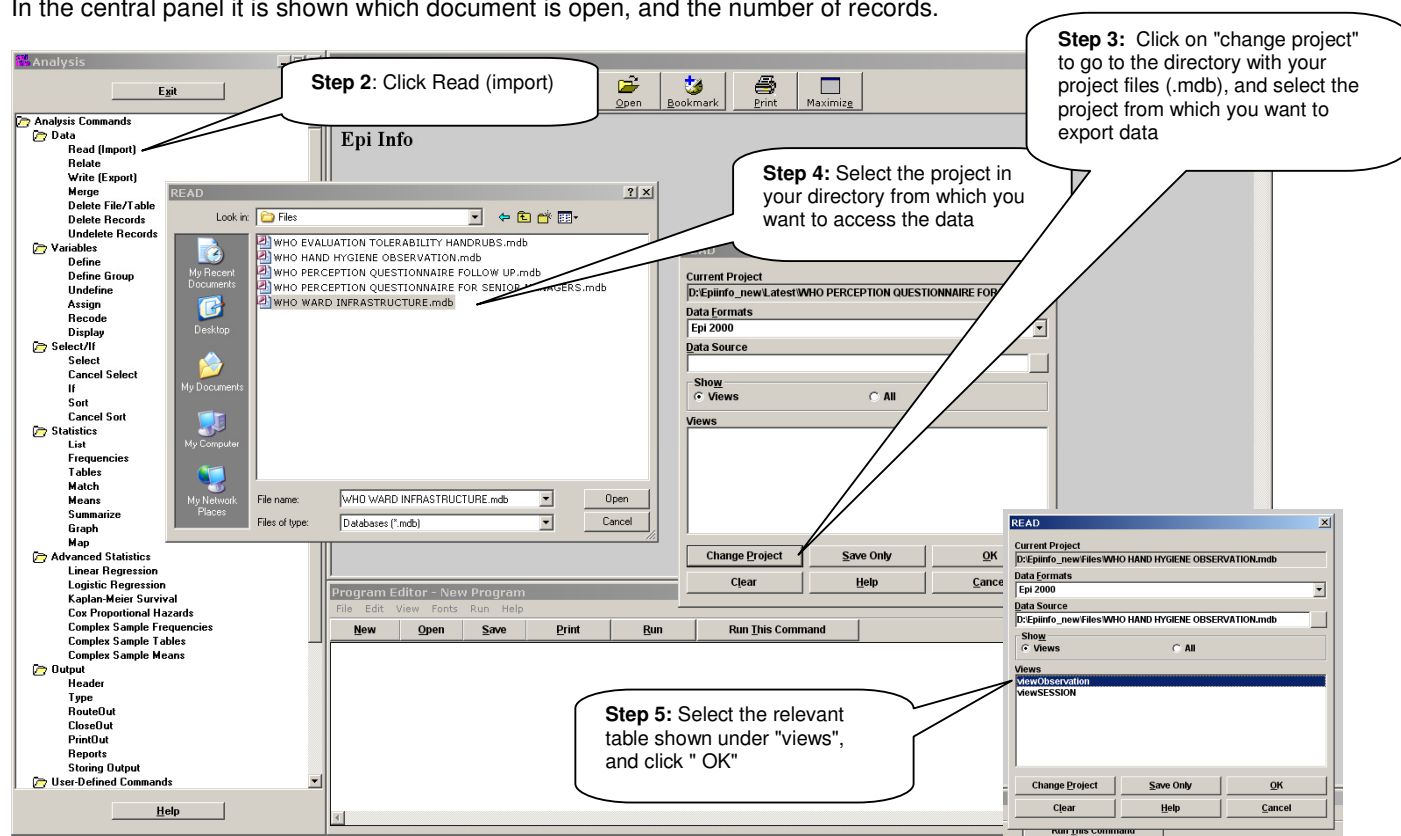 In the central panel it is shown which document is open, and the number of records.
Step 3: Click on "change project"
to go to the directory with your
project files (.mdb), and select the
project from which you want to
export data
Analysis
Exit
Step 2: Click Read (import)
Open
Bookmark
Print
Maximize
Analysis Commands
Data
Read (Import)
Relate
Write (Export)
Merge
Delete File/Table
Delete Records
Undelete Records
Variables
Define
Define Group
Undefine
Assign
Recode
Display
Select/If
Select
Cancel Select
If
Sort
Cancel Sort
Statistics
List
Frequencies
Tables
Match
Means
Summarize
Graph
Map
Advanced Statistics
Linear Regression
Logistic Regression
Kaplan-Meier Survival
Cox Proportional Hazards
Complex Sample Frequencies
Complex Sample Tables
Complex Sample Means
Output
Header
Type
RouteOut
CloseOut
PrintOut
Reports
Storing Output
User-Defined Commands
Help
Epi Info
Step 4: Select the project in
your directory from which you
want to access the data
READ
Look in: Files
My Recent
Documents
Desktop
My Documents
My Computer
My Network
Places
WHO EVALUATION TOLERABILITY HANDRUBS.mdb
WHO HAND HYGIENE OBSERVATION.mdb
WHO PERCEPTION QUESTIONNAIRE FOLLOW UP.mdb
WHO PERCEPTION QUESTIONNAIRE FOR SENIOR MANAGERS.mdb
WHO WARD INFRASTRUCTURE.mdb
File name: WHO WARD INFRASTRUCTURE.mdb
Open
Files of type: Databases (*.mdb)
Cancel
READ
Current Project
D:\Epiinfo_new\Latest\WHO PERCEPTION QUESTIONNAIRE FOR
Data Formats
Epi 2000
Data Source
Show
Views All
Views
Change Project Save Only OK
Clear Help Cance
Program Editor - New Program
File Edit View Fonts Run Help
New Open Save Print Run Run This Command
Step 5: Select the relevant
table shown under "views",
and click " OK"
READ
Current Project
D:\Epiinfo_new\Files\WHO HAND HYGIENE OBSERVATION.mdb
Data Formats
Epi 2000
Data Source
D:\Epiinfo_new\Files\WHO HAND HYGIENE OBSERVATION.mdb
Show
Views All
Views
viewObservation
viewSESSION
Change Project Save Only OK
Clear Help Cancel
Run This Command